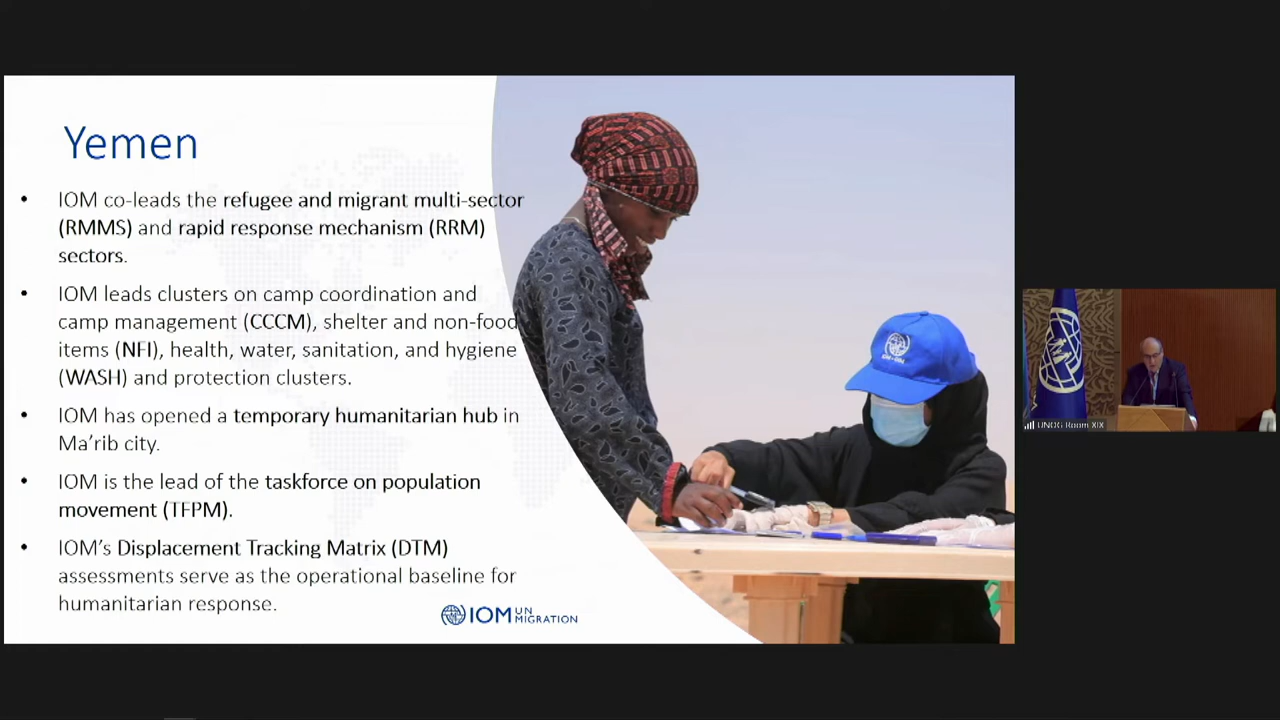 Yemen
• IOM co-leads the refugee and migrant multi-sector
(RMMS) and rapid response mechanism (RRM)
sectors.
• IOM leads clusters on camp coordination and
camp management (CCCM), shelter and non-food
items (NFI), health, water, sanitation, and hygiene
(WASH) and protection clusters.
• IOM has opened a temporary humanitarian hub in
Ma’rib city.
• IOM is the lead of the taskforce on population
movement (TFPM).
• IOM’s Displacement Tracking Matrix (DTM)
assessments serve as the operational baseline for
humanitarian response.
IOM UN
MIGRATION
UNOG Room XIX